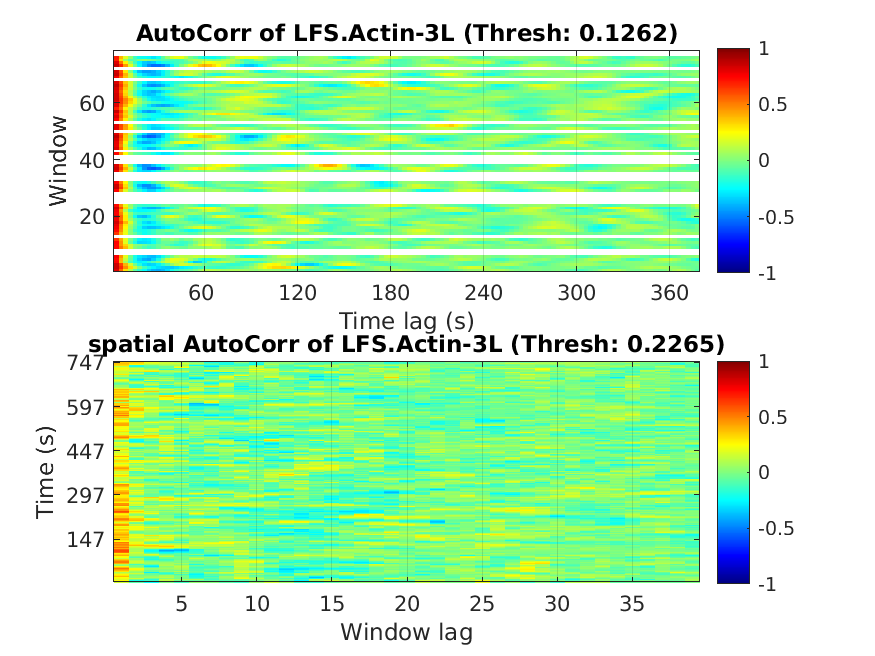 AutoCorr of LFS.Actin-3L (Thresh: 0.1262)
Window
60
40
20
60 120 180 240 300 360
Time lag (s)
1
0.5
0
-0.5
-1
spatial AutoCorr of LFS.Actin-3L (Thresh: 0.2265)
Time (s)
747
597
447
297
147
5 10 15 20 25 30 35
Window lag
1
0.5
0
-0.5
-1